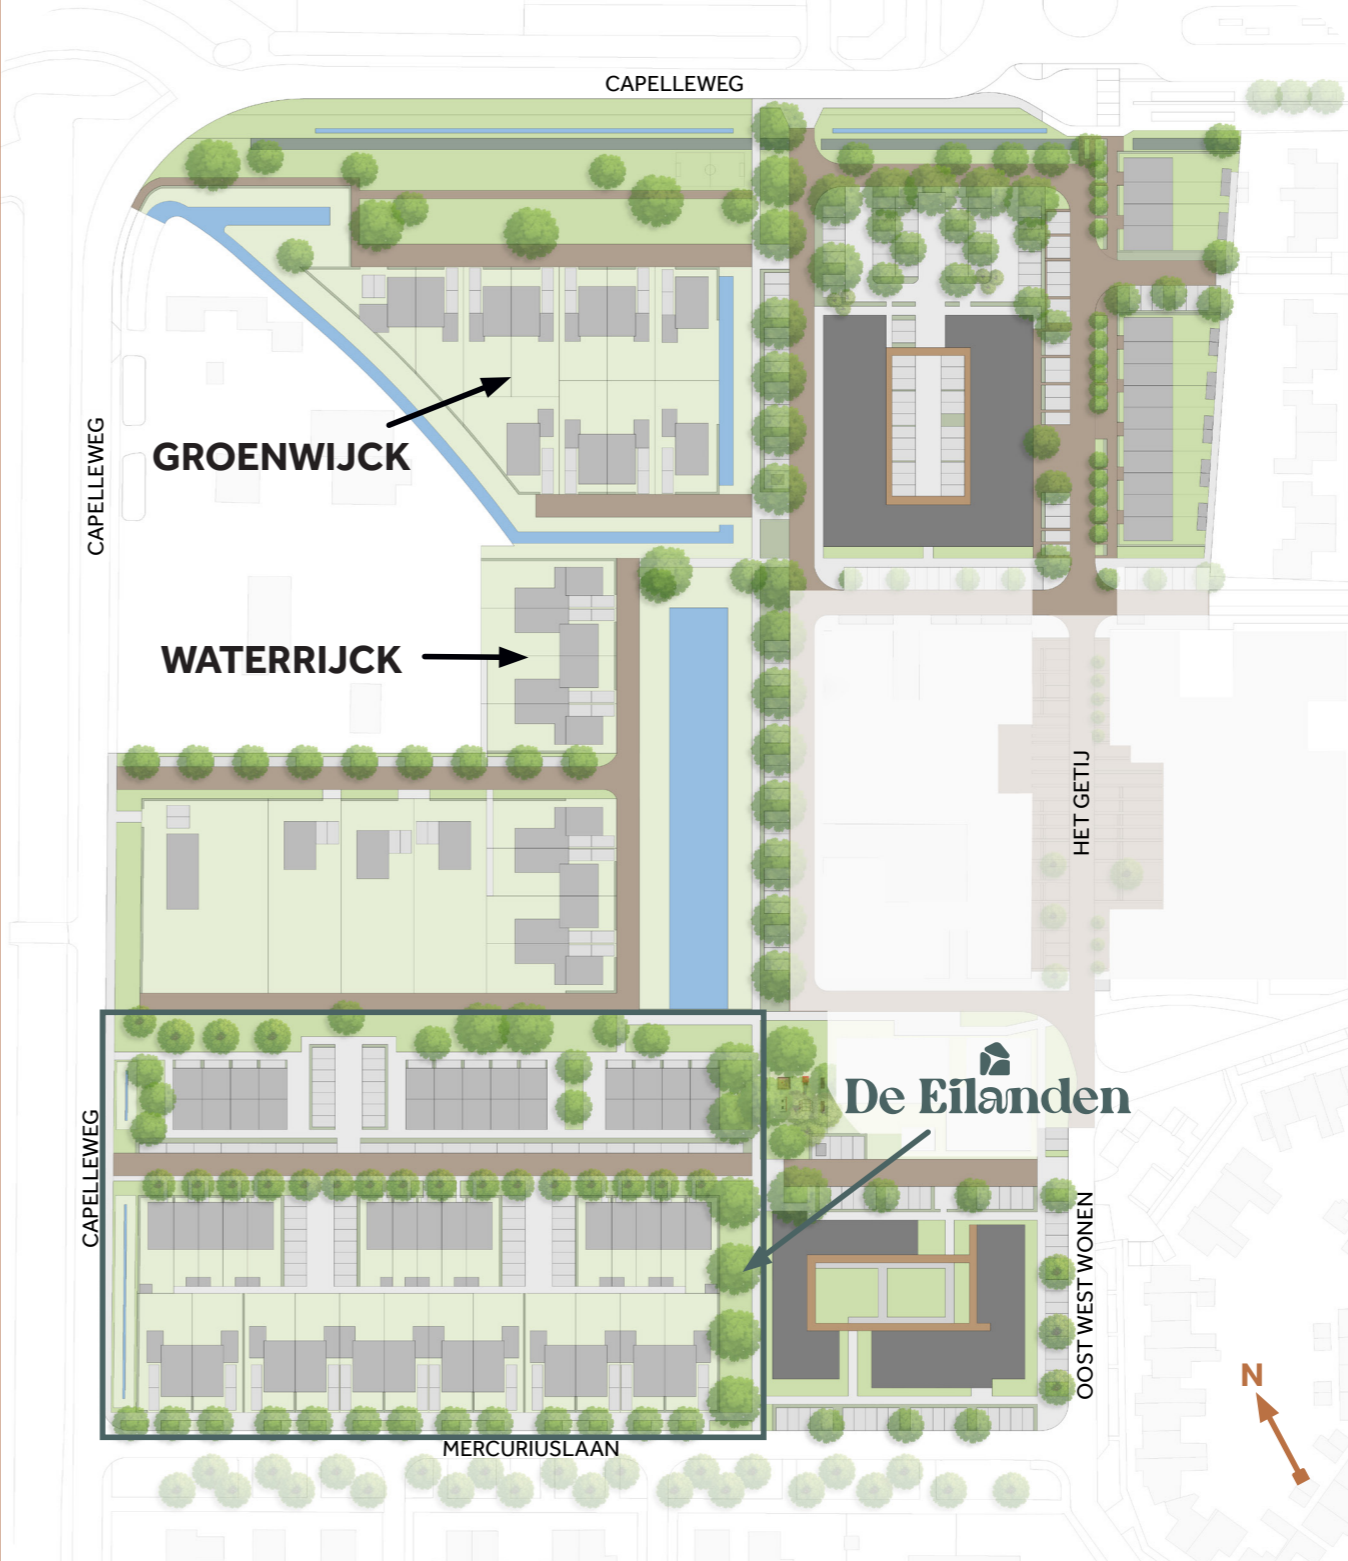 CAPELLEWEG
GROENWIJCK
CAPELLEWEG
WATERRIJCK
HET GETIJ
De Eilanden
CAPELLEWEG
OOST WEST WONEN
N
MERCURIUSLAAN